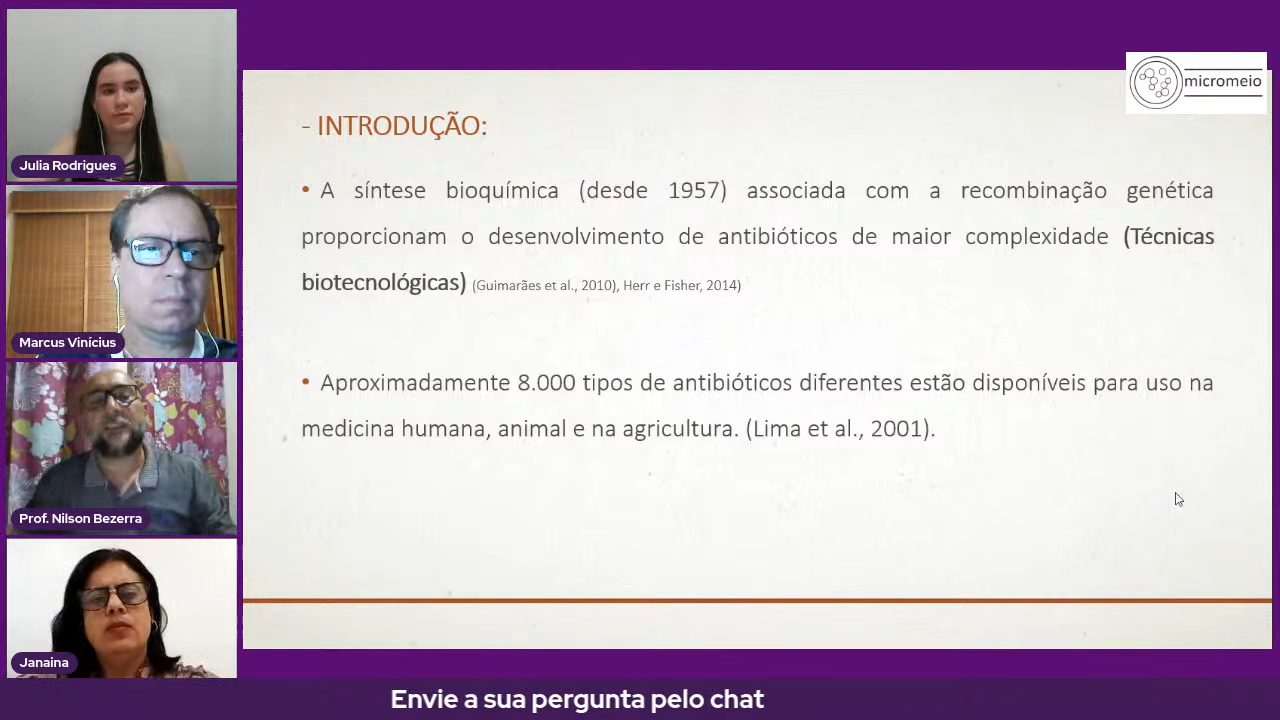 Julia Rodrigues
Marcus Vinícius
Prof. Nilson Bezerra
Janaina
micromeio
- INTRODUÇÃO:
• A síntese bioquímica (desde 1957) associada com a recombinação genética
proporcionam o desenvolvimento de antibióticos de maior complexidade (Técnicas
biotecnológicas) (Guimarães et al., 2010), Herr e Fisher, 2014)
• Aproximadamente 8.000 tipos de antibióticos diferentes estão disponíveis para uso na
medicina humana, animal e na agricultura. (Lima et al., 2001).
Envie a sua pergunta pelo chat